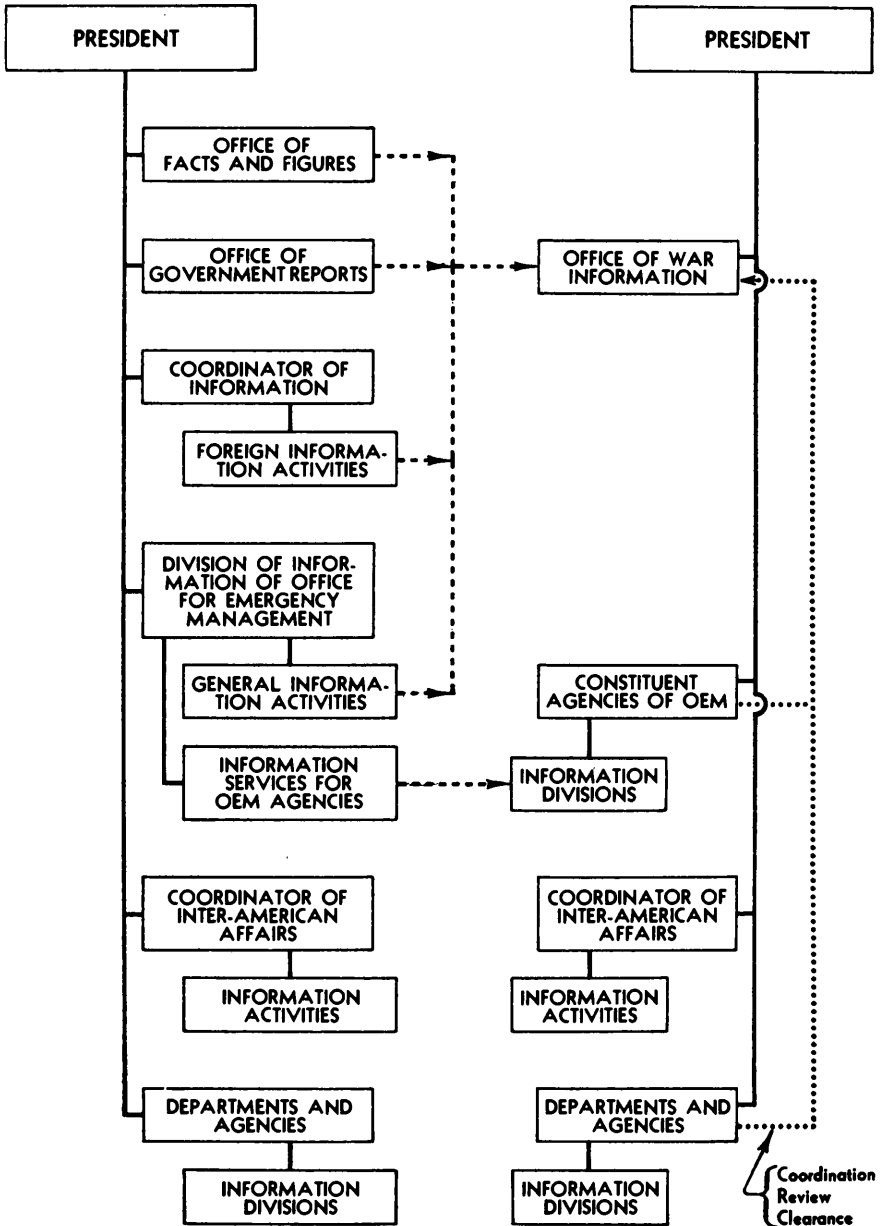 PRESIDENT
OFFICE OF
FACTS AND FIGURES
OFFICE OF
GOVERNMENT REPORTS
COORDINATOR OF
INFORMATION
FOREIGN INFORMA-
TION ACTIVITIES
DIVISION OF INFOR-
MATION OF OFFICE
FOR EMERGENCY
MANAGEMENT
GENERAL INFORMA-
TION ACTIVITIES
INFORMATION
SERVICES FOR
OEM AGENCIES
COORDINATOR OF
INTER-AMERICAN
AFFAIRS
INFORMATION
ACTIVITIES
DEPARTMENTS AND
AGENCIES
INFORMATION
DIVISIONS
PRESIDENT
OFFICE OF WAR
INFORMATION
CONSTITUENT
AGENCIES OF OEM
INFORMATION
DIVISIONS
COORDINATOR OF
INTER-AMERICAN
AFFAIRS
INFORMATION
ACTIVITIES
DEPARTMENTS AND
AGENCIES
INFORMATION
DIVISIONS
Coordination
Review
Clearance